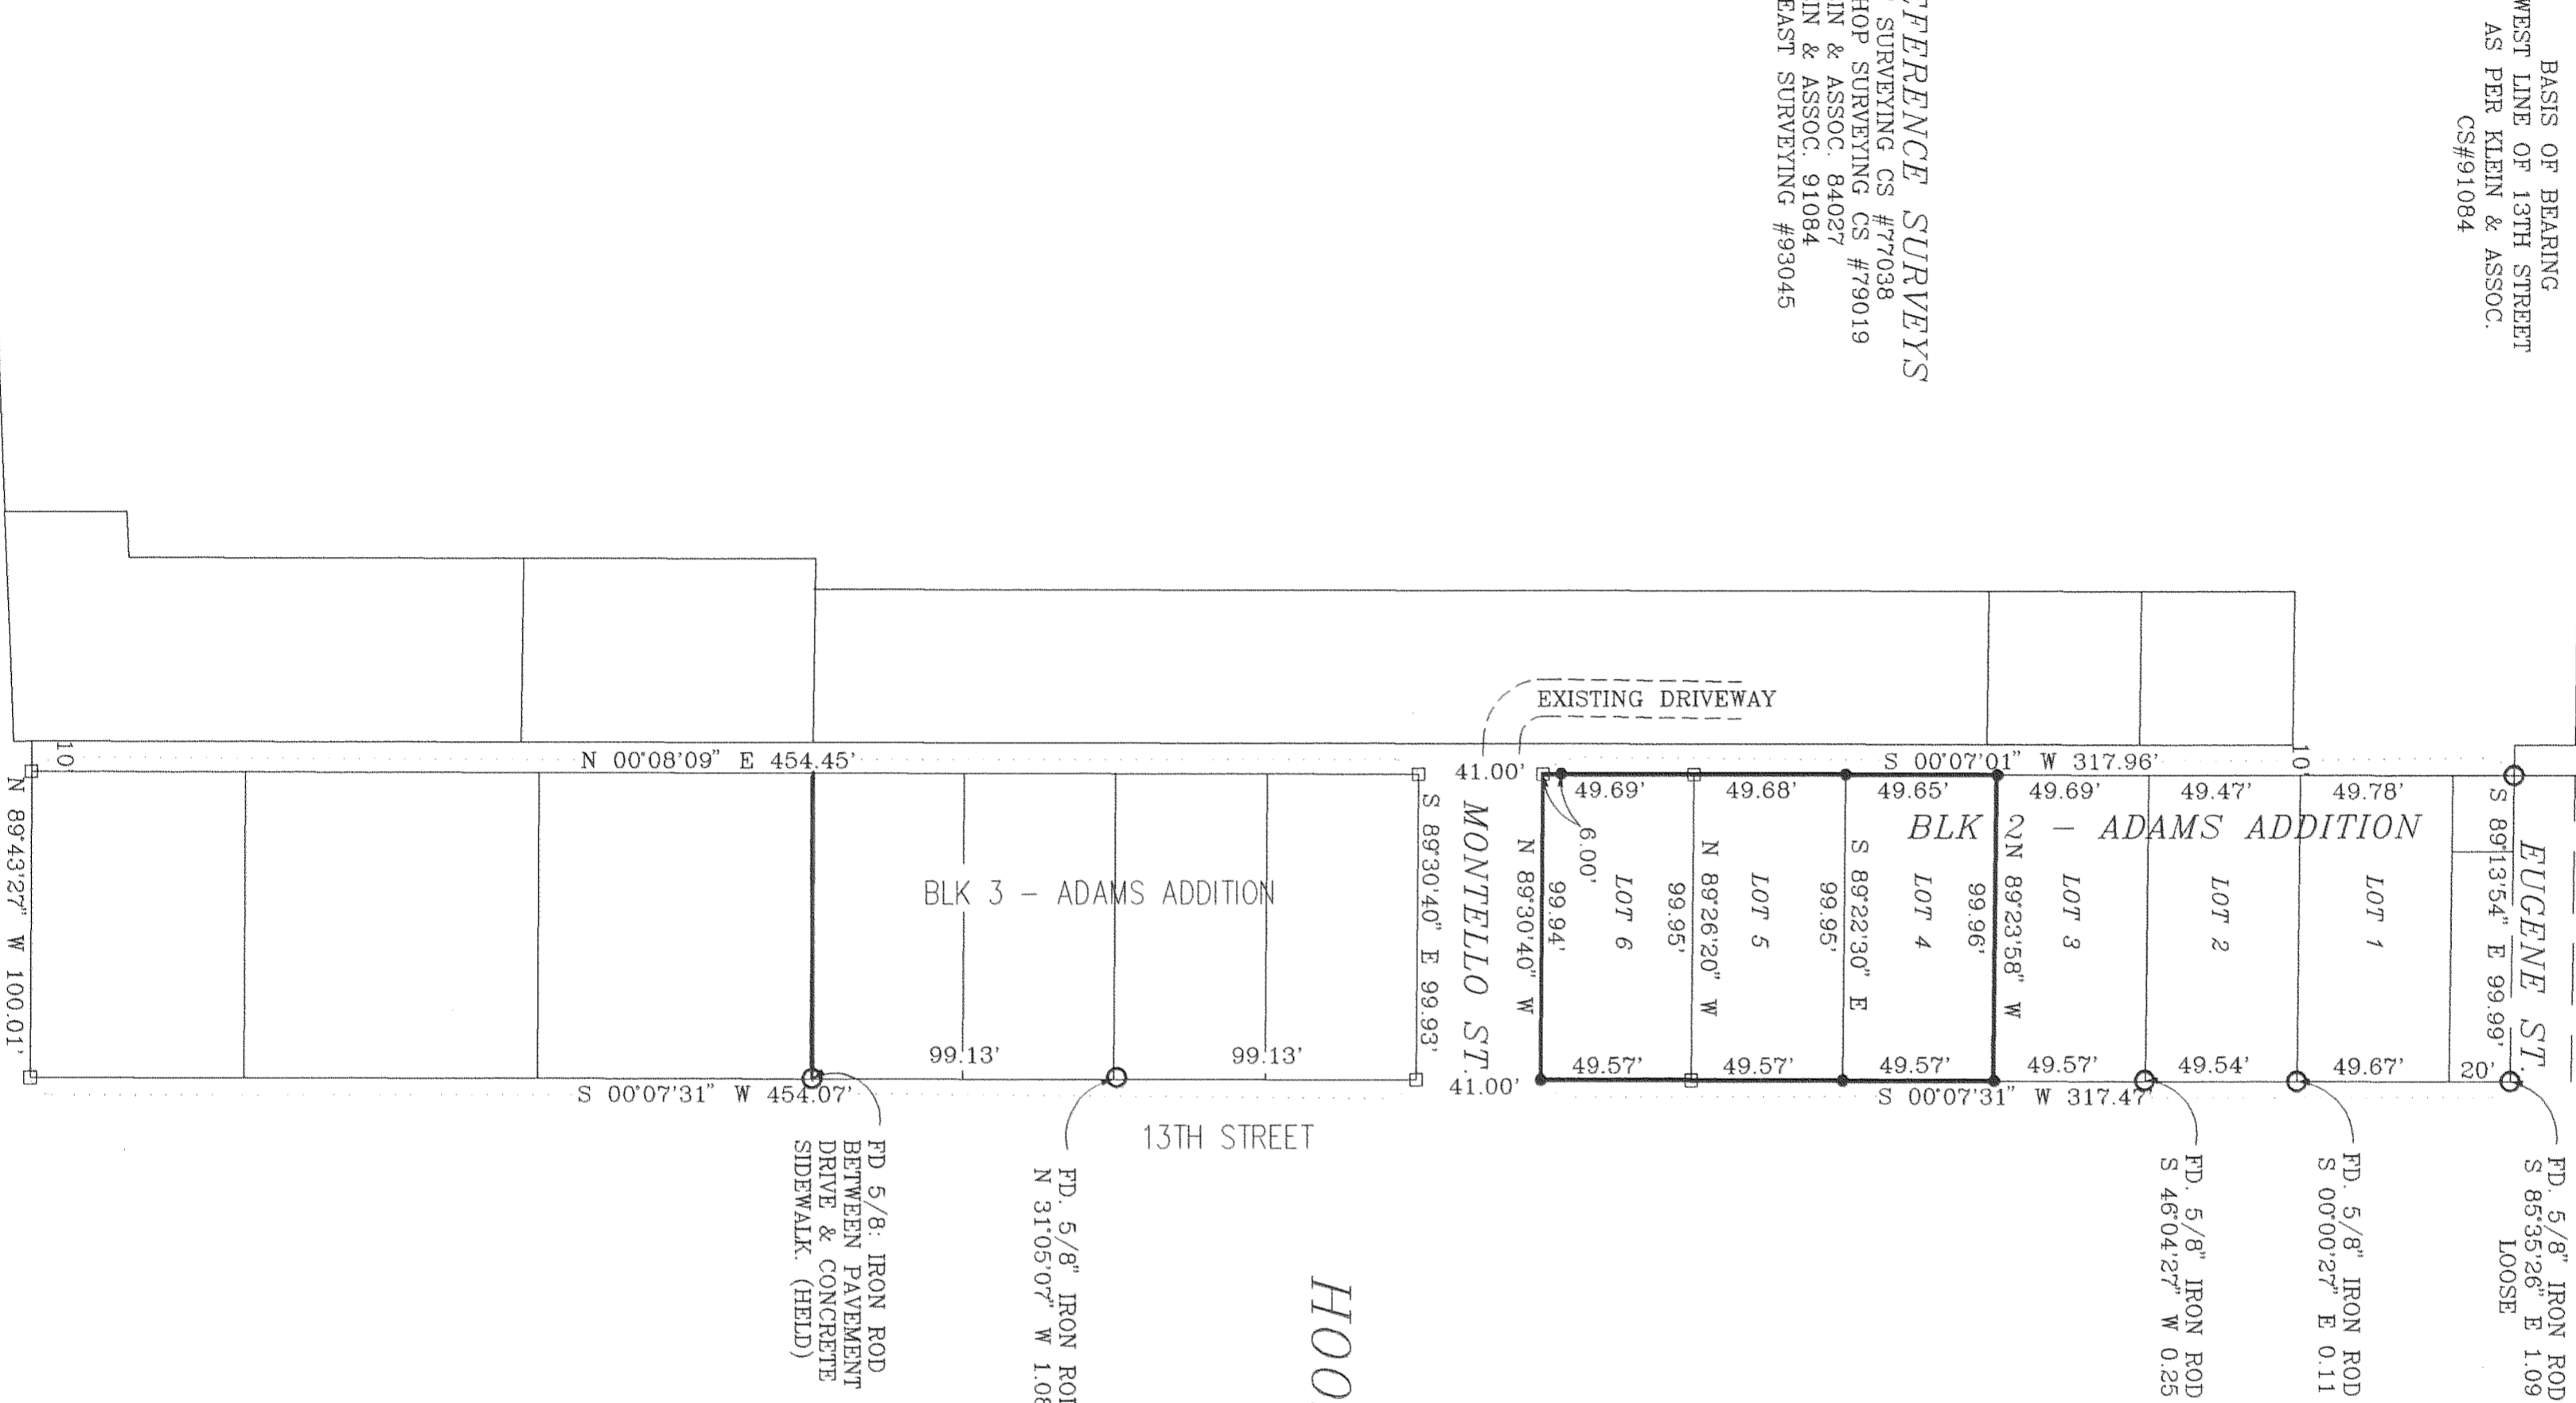 BASIS OF BEARING
WEST LINE OF 13TH STREET
AS PER KLEIN & ASSOC.
CS#91084
SURVEYS
SURVEYING CS #77038
SURVEYING CS #79019
& ASSOC. 84027
& ASSOC. 91084
SURVEYING #93045
EXISTING DRIVEWAY
10'
N 00°08'09" E 454.45'
41.00'
S 00°07'01" W 317.96'
10'
49.69'
49.68'
49.65'
49.69'
49.47'
49.78'
BLK 2 - ADAMS ADDITION
6.00'
N 89°43'27" W 100.01'
BLK 3 - ADAMS ADDITION
S 89°30'40" E 99.93'
MONTELLO ST.
N 89°30'40" W
99.94'
LOT 6
99.95'
N 89°26'20" W
LOT 5
99.95'
S 89°22'30" E
LOT 4
99.96'
N 89°23'58" W
LOT 3
LOT 2
LOT 1
S 89°13'54" E 99.99'
EUGENE ST.
99.13'
99.13'
49.57'
49.57'
49.57'
49.57'
49.54'
49.67'
20'
S 00°07'31" W 454.07'
41.00'
S 00°07'31" W 317.47'
13TH STREET
FD 5/8: IRON ROD
BETWEEN PAVEMENT
DRIVE & CONCRETE
SIDEWALK. (HELD)
FD. 5/8" IRON ROD
N 31°05'07" W 1.08
FD. 5/8" IRON ROD
S 46°04'27" W 0.25
FD. 5/8" IRON ROD
S 00°00'27" E 0.11
FD. 5/8" IRON ROD
S 85°35'26" E 1.09
LOOSE
HOO